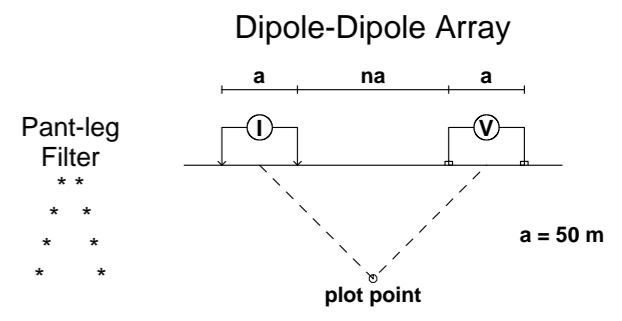 Dipole-Dipole Array
a na a
I V
Pant-leg
Filter
* *
* *
* *
* *
a = 50 m
plot point